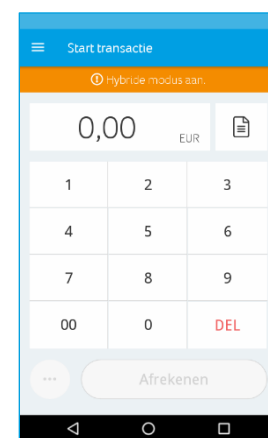 Start transactie
Hybride modus aan.
0,00 EUR
1 2 3
4 5 6
7 8 9
00 0 DEL
Afrekenen